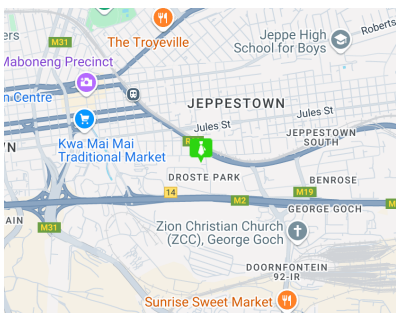 Roberts
ers
M31
The Troyeville
Jeppe High
School for Boys
Maboneng Precinct
n Centre
JEPPESTOWN
Jules St
Jules St
JEPPESTOWN
SOUTH
Kwa Mai Mai
Traditional Market
R
WN
DROSTE PARK
BENROSE
14
M19
M2
M
GEORGE GOCH
AIN
M31
Zion Christian Church
(ZCC), George Goch
DOORNFONTEIN
92-IR
Sunrise Sweet Market